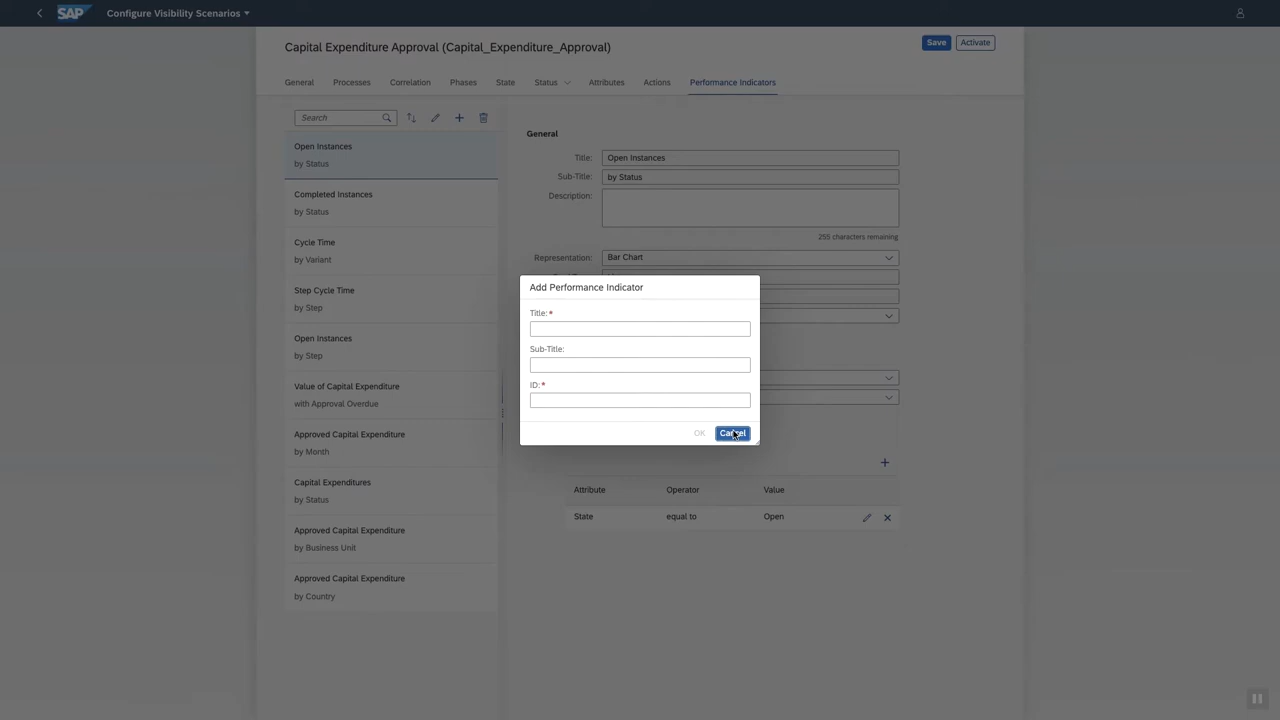 SAP Configure Visibility Scenarios
Capital Expenditure Approval (Capital_Expenditure_Approval)
Save Activate
General Processes Correlation Phases State Status Attributes Actions Performance Indicators
Search
Open Instances
by Status
Completed Instances
by Status
Cycle Time
by Variant
Step Cycle Time
by Step
Open Instances
by Step
Value of Capital Expenditure
with Approval Overdue
Approved Capital Expenditure
by Month
Capital Expenditures
by Status
Approved Capital Expenditure
by Business Unit
Approved Capital Expenditure
by Country
General
Title: Open Instances
Sub-Title: by Status
Description:
255 characters remaining
Representation: Bar Chart
Add Performance Indicator
Title:*
Sub-Title:
ID:*
OK Cancel
Attribute Operator Value
State equal to Open